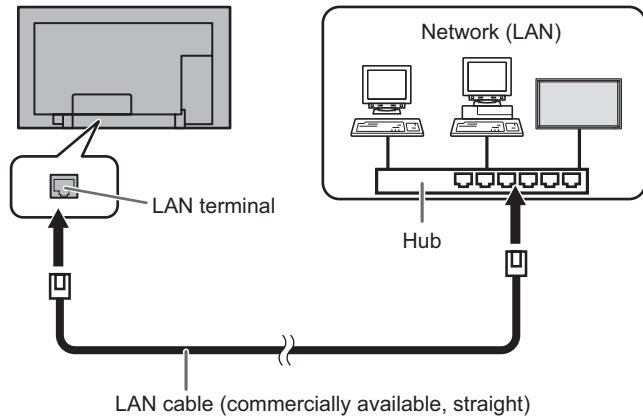 Network (LAN)
LAN terminal
Hub
LAN cable (commercially available, straight)